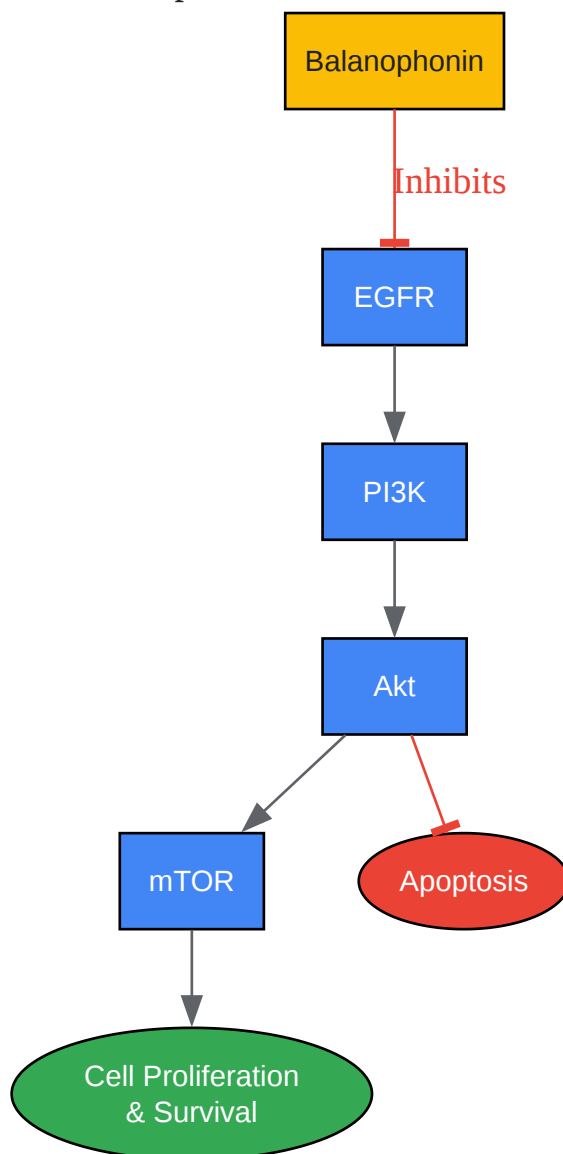 Balanophonin
Inhibits
EGFR
PI3K
Akt
mTOR
Apoptosis
Cell Proliferation
& Survival